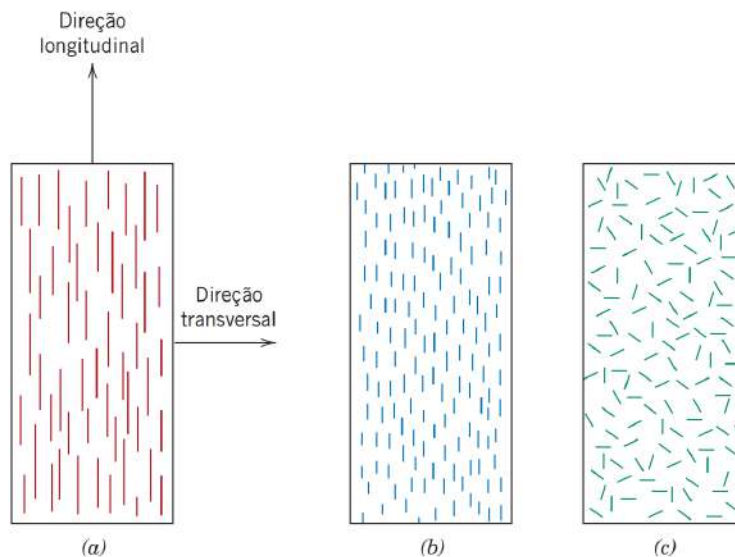 Direção
longitudinal
Direção
transversal
(a)
(b)
(c)